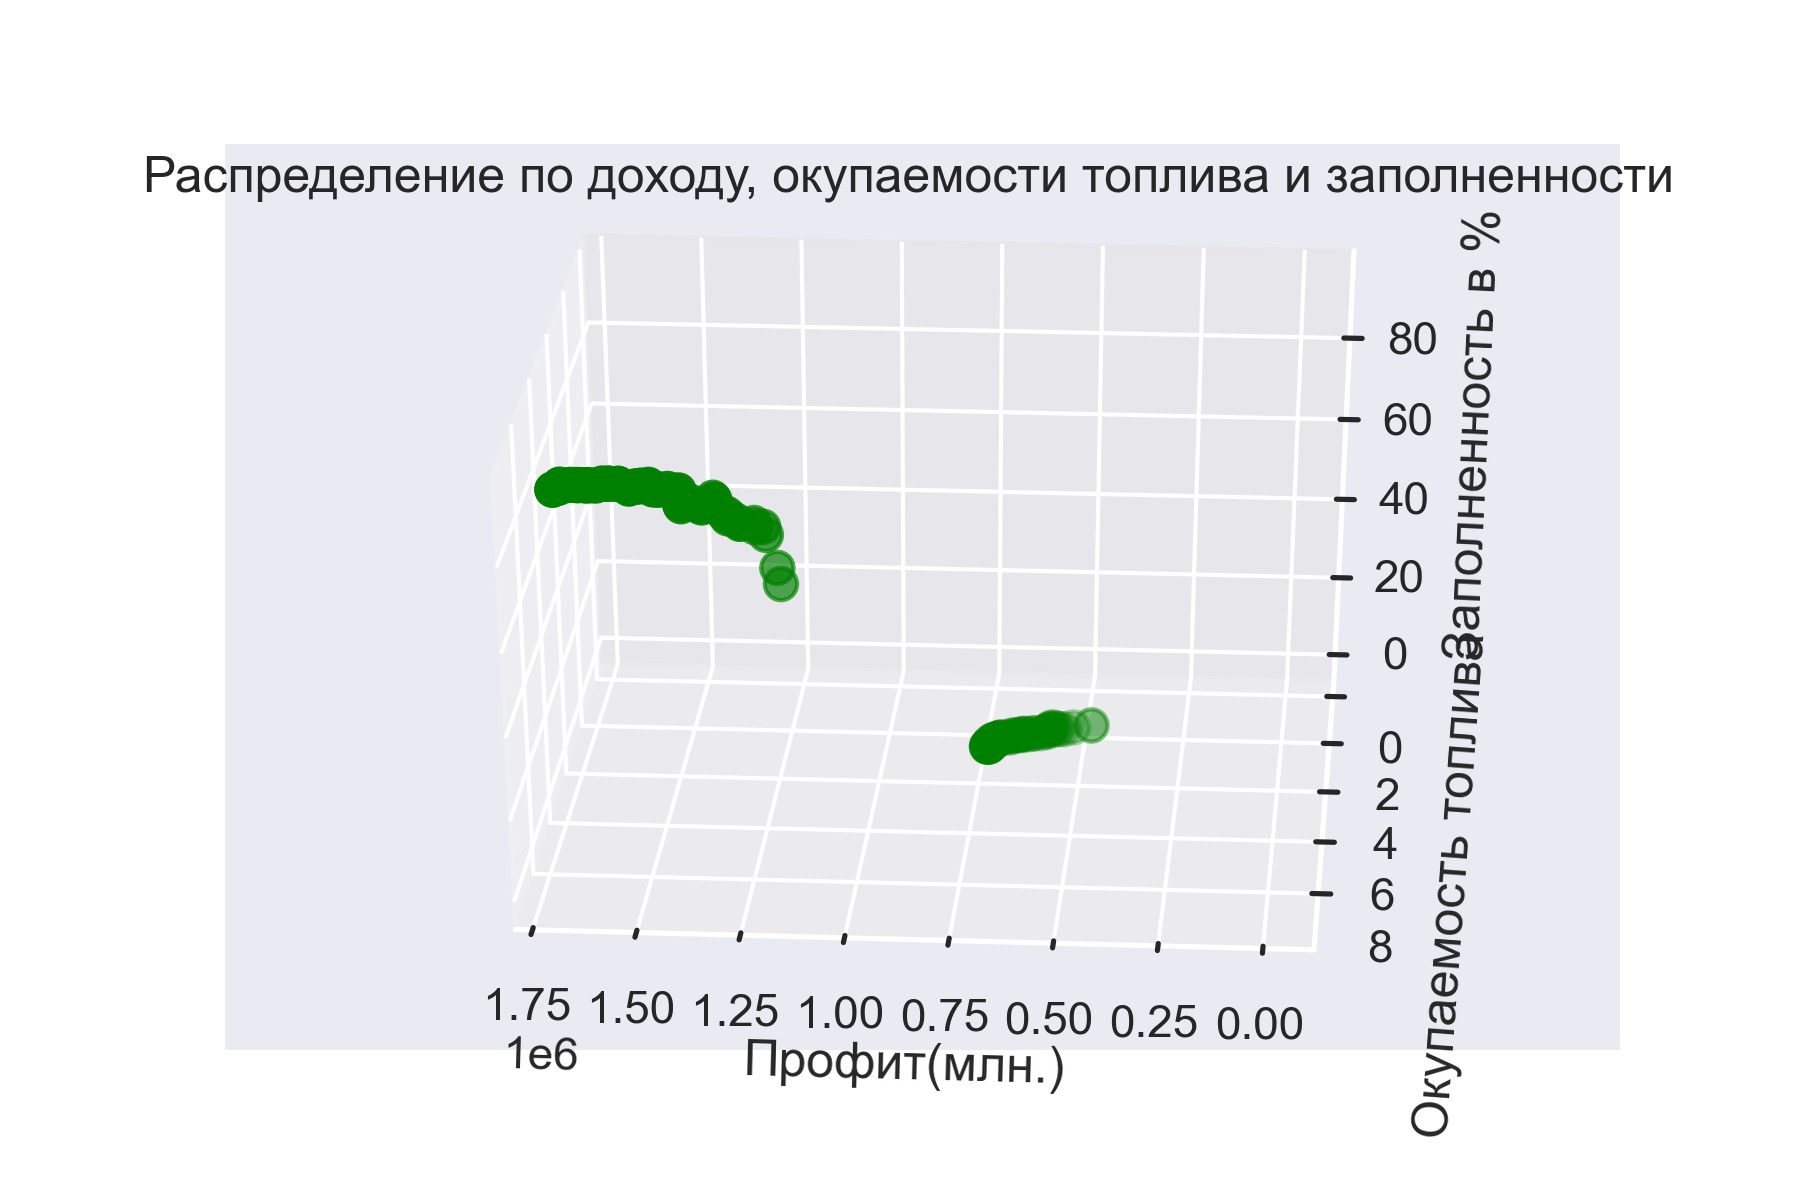 Распределение по доходу, окупаемости топлива и заполненности
80
60
40
20
0
Заполненность в %
0
2
4
6
8
Окупаемость топлива
1.75 1.50 1.25 1.00 0.75 0.50 0.25 0.00
1e6
Профит(млн.)